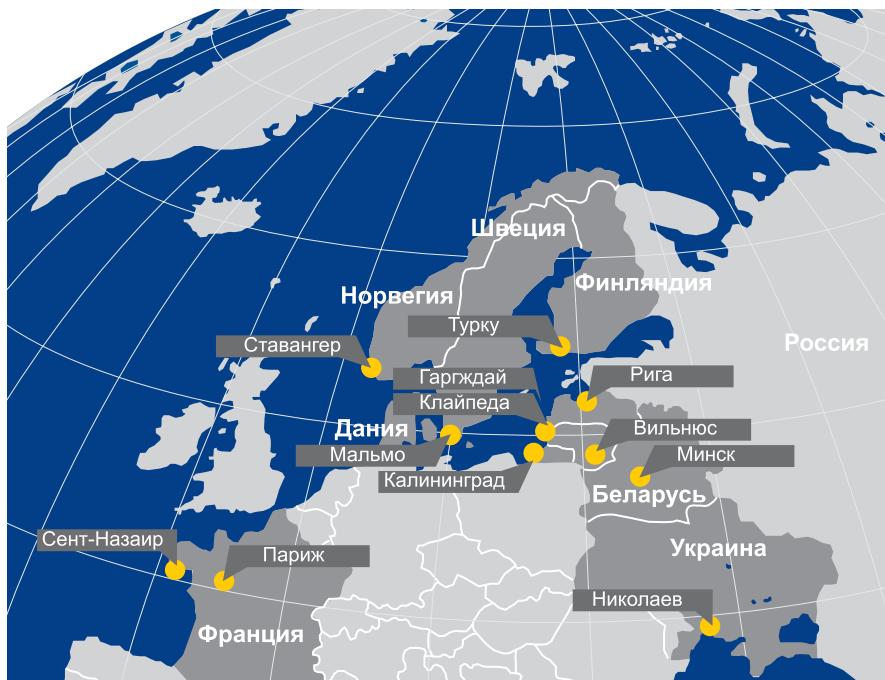 Швеция
Финляндия
Норвегия
Турку
Ставангер
Россия
Гаргждай
Рига
Клайпеда
Дания
Вильнюс
Мальмо
Минск
Калининград
Беларусь
Сент-Назаир
Париж
Украина
Николаев
Франция